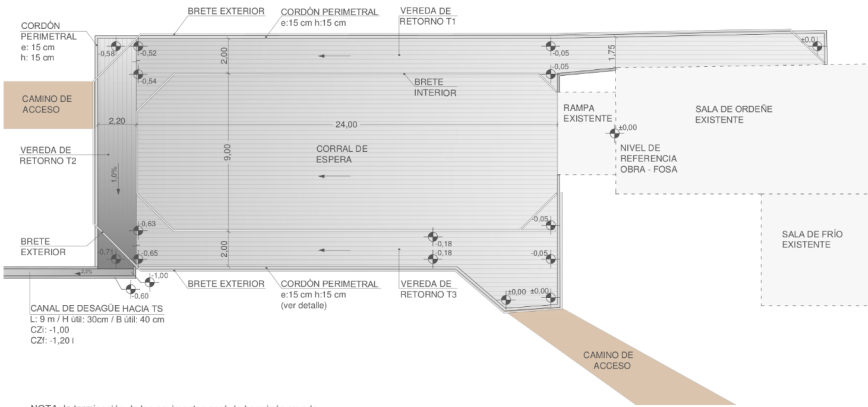 BRETE EXTERIOR
CORDÓN PERIMETRAL
e:15 cm h:15 cm
VEREDA DE
RETORNO T1
CORDÓN
PERIMETRAL
e: 15 cm
h: 15 cm
±0.0
-0,58
-0,52
2,00
-0,05
1,75
-0,54
-0,05
BRETE
INTERIOR
CAMINO DE
ACCESO
2,20
24,00
RAMPA
EXISTENTE
SALA DE ORDEÑE
EXISTENTE
±0,00
VEREDA DE
RETORNO T2
9,00
CORRAL DE
ESPERA
NIVEL DE
REFERENCIA
OBRA - FOSA
1,0%
-0,63
-0,05
SALA DE FRÍO
EXISTENTE
BRETE
EXTERIOR
-0,71
-0,65
2,00
-0,18
-0,18
-0,05
-1,00
-0,60
BRETE EXTERIOR
CORDÓN PERIMETRAL
e:15 cm h:15 cm
(ver detalle)
VEREDA DE
RETORNO T3
±0,00
±0,00
CANAL DE DESAGÜE HACIA TS
L: 9 m / H útil: 30cm / B útil: 40 cm
CZi: -1,00
CZf: -1,20 l
CAMINO DE
ACCESO